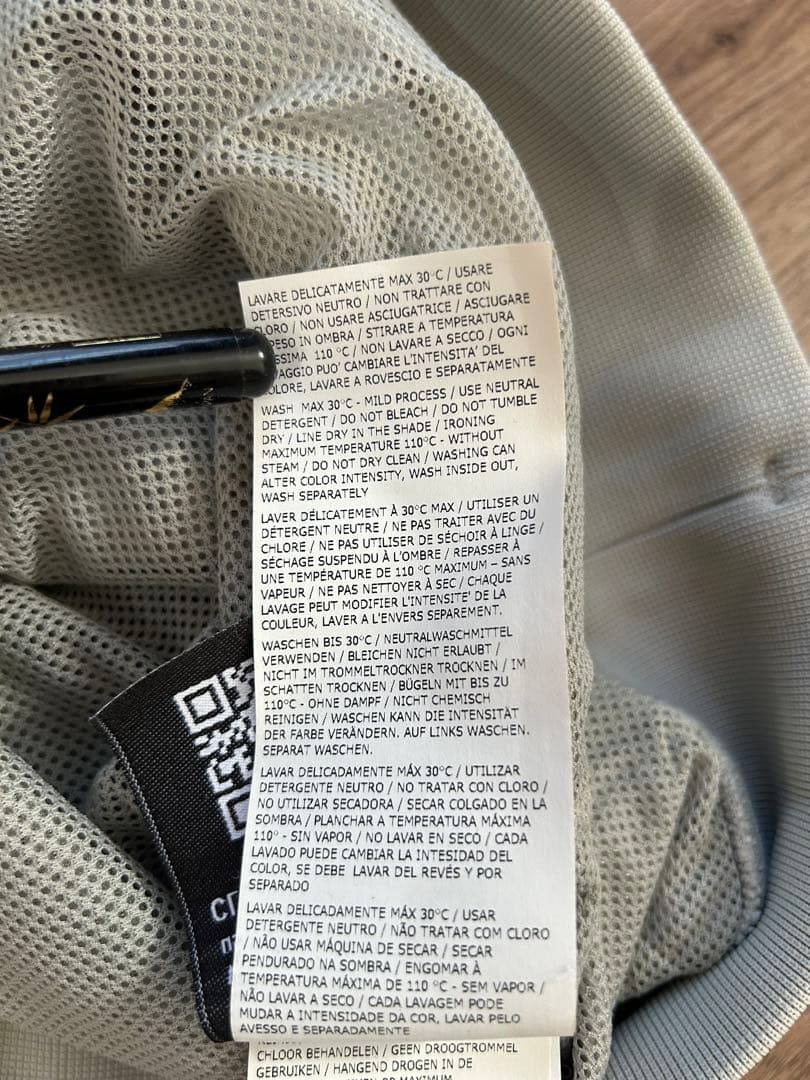 LAVARE DELICATAMENTE MAX 30°C / USARE
DETERSIVO NEUTRO / NON TRATTARE CON
CLORO / NON USARE ASCIUGATRICE / ASCIUGARE
PESO IN OMBRA / STIRARE A TEMPERATURA
SSIMA 110 °C / NON LAVARE A SECCO / OGNI
AGGIO PUO' CAMBIARE L'INTENSITA' DEL
OLORE, LAVARE A ROVESCIO E SEPARATAMENTE
WASH MAX 30°C - MILD PROCESS / USE NEUTRAL
DETERGENT / DO NOT BLEACH / DO NOT TUMBLE
DRY / LINE DRY IN THE SHADE / IRONING
MAXIMUM TEMPERATURE 110°C - WITHOUT
STEAM / DO NOT DRY CLEAN / WASHING CAN
ALTER COLOR INTENSITY, WASH INSIDE OUT,
WASH SEPARATELY
LAVER DÉLICATEMENT À 30°C MAX / UTILISER UN
DÉTERGENT NEUTRE / NE PAS TRAITER AVEC DU
CHLORE / NE PAS UTILISER DE SÉCHOIR À LINGE /
SÉCHAGE SUSPENDU À L'OMBRE / REPASSER À
UNE TEMPÉRATURE DE 110 °C MAXIMUM – SANS
VAPEUR / NE PAS NETTOYER À SEC / CHAQUE
LAVAGE PEUT MODIFIER L'INTENSITE' DE LA
COULEUR, LAVER A L'ENVERS SEPAREMENT.
WASCHEN BIS 30°C / NEUTRALWASCHMITTEL
VERWENDEN / BLEICHEN NICHT ERLAUBT /
NICHT IM TROMMELTROCKNER TROCKNEN / IM
SCHATTEN TROCKNEN / BÜGELN MIT BIS ZU
110°C - OHNE DAMPF / NICHT CHEMISCH
REINIGEN / WASCHEN KANN DIE INTENSITÄT
DER FARBE VERÄNDERN. AUF LINKS WASCHEN.
SEPARAT WASCHEN.
LAVAR DELICADAMENTE MÁX 30°C / UTILIZAR
DETERGENTE NEUTRO / NO TRATAR CON CLORO /
NO UTILIZAR SECADORA / SECAR COLGADO EN LA
SOMBRA / PLANCHAR A TEMPERATURA MÁXIMA
110° - SIN VAPOR / NO LAVAR EN SECO / CADA
LAVADO PUEDE CAMBIAR LA INTESIDAD DEL
COLOR, SE DEBE LAVAR DEL REVÉS Y POR
SEPARADO
LAVAR DELICADAMENTE MÁX 30°C / USAR
DETERGENTE NEUTRO / NÃO TRATAR COM CLORO
/ NÃO USAR MÁQUINA DE SECAR / SECAR
PENDURADO NA SOMBRA / ENGOMAR À
TEMPERATURA MÁXIMA DE 110 °C - SEM VAPOR /
NÃO LAVAR A SECO / CADA LAVAGEM PODE
MUDAR A INTENSIDADE DA COR, LAVAR PELO
AVESSO E SEPARADAMENTE
CHLOOR BEHANDELEN / GEEN DROOGTROMMEL
GEBRUIKEN / HANGEND DROGEN IN DE